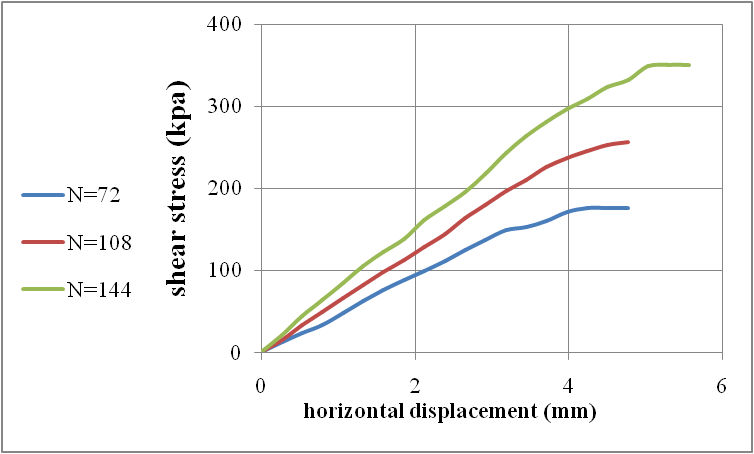 400
300
200
100
0
0 2 4 6
shear stress (kpa)
horizontal displacement (mm)
N=72
N=108
N=144